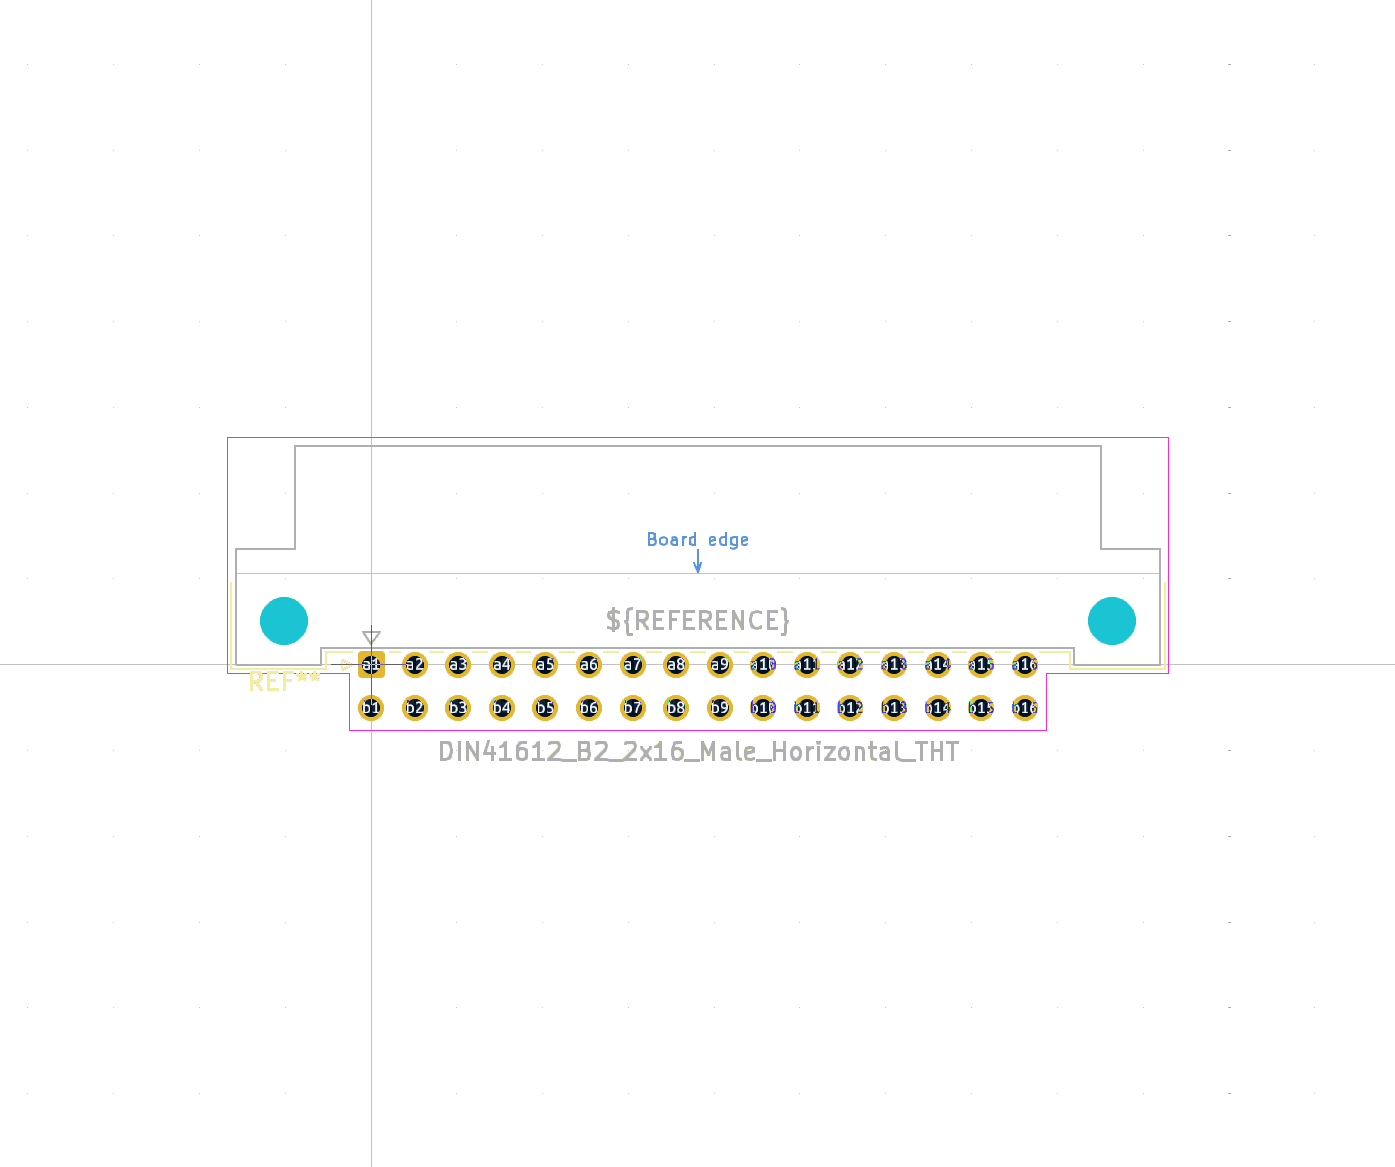 Board edge
${REFERENCE}
a1 a2 a3 a4 a5 a6 a7 a8 a9 a10 a11 a12 a13 a14 a15 a16
REF**
b1 b2 b3 b4 b5 b6 b7 b8 b9 b10 b11 b12 b13 b14 b15 b16
DIN41612_B2_2x16_Male_Horizontal_THT